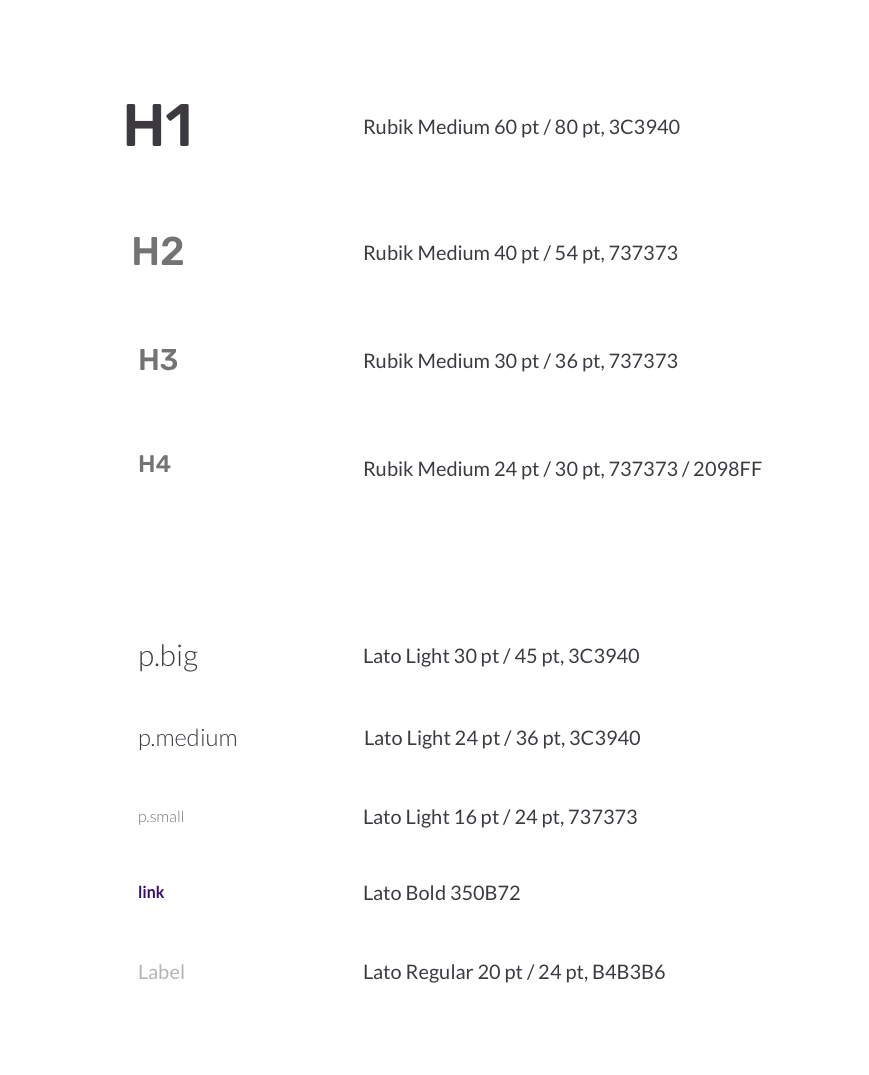 H1 Rubik Medium 60 pt / 80 pt, 3C3940
H2 Rubik Medium 40 pt / 54 pt, 737373
H3 Rubik Medium 30 pt / 36 pt, 737373
H4 Rubik Medium 24 pt / 30 pt, 737373 / 2098FF
p.big Lato Light 30 pt / 45 pt, 3C3940
p.medium Lato Light 24 pt / 36 pt, 3C3940
p.small Lato Light 16 pt / 24 pt, 737373
link Lato Bold 350B72
Label Lato Regular 20 pt / 24 pt, B4B3B6